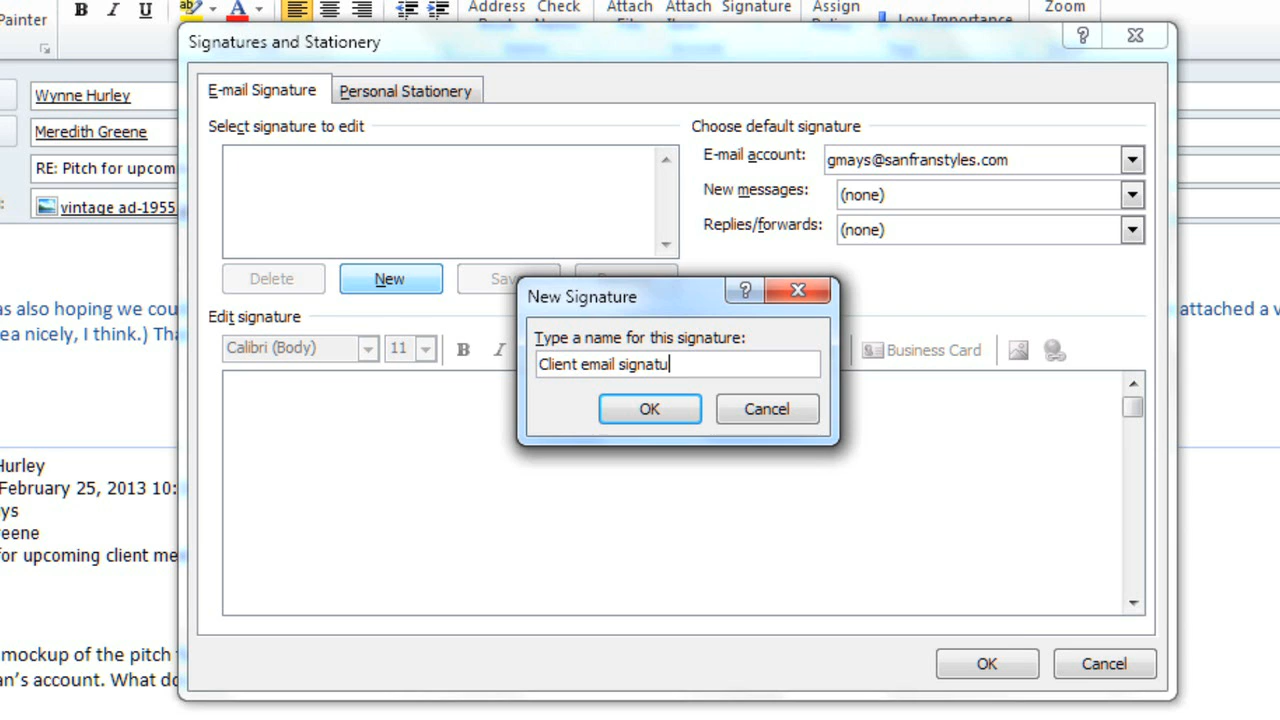 Painter
B I U
ab
A
Address
Check
Attach
Attach
Signature
Assign
Low Importance
Zoom
Signatures and Stationery
E-mail Signature
Personal Stationery
Wynne Hurley
Meredith Greene
RE: Pitch for upcom
vintage ad-1955
Select signature to edit
Choose default signature
E-mail account:
gmays@sanfranstyles.com
New messages:
(none)
Replies/forwards:
(none)
Delete
New
Sav
as also hoping we cou
attached a v
ea nicely, I think.) Tha
Edit signature
Calibri (Body)
11
B
I
Business Card
New Signature
Type a name for this signature:
Client email signatu
OK
Cancel
Hurley
February 25, 2013 10:
ys
reene
for upcoming client me
mockup of the pitch
an's account. What do
OK
Cancel